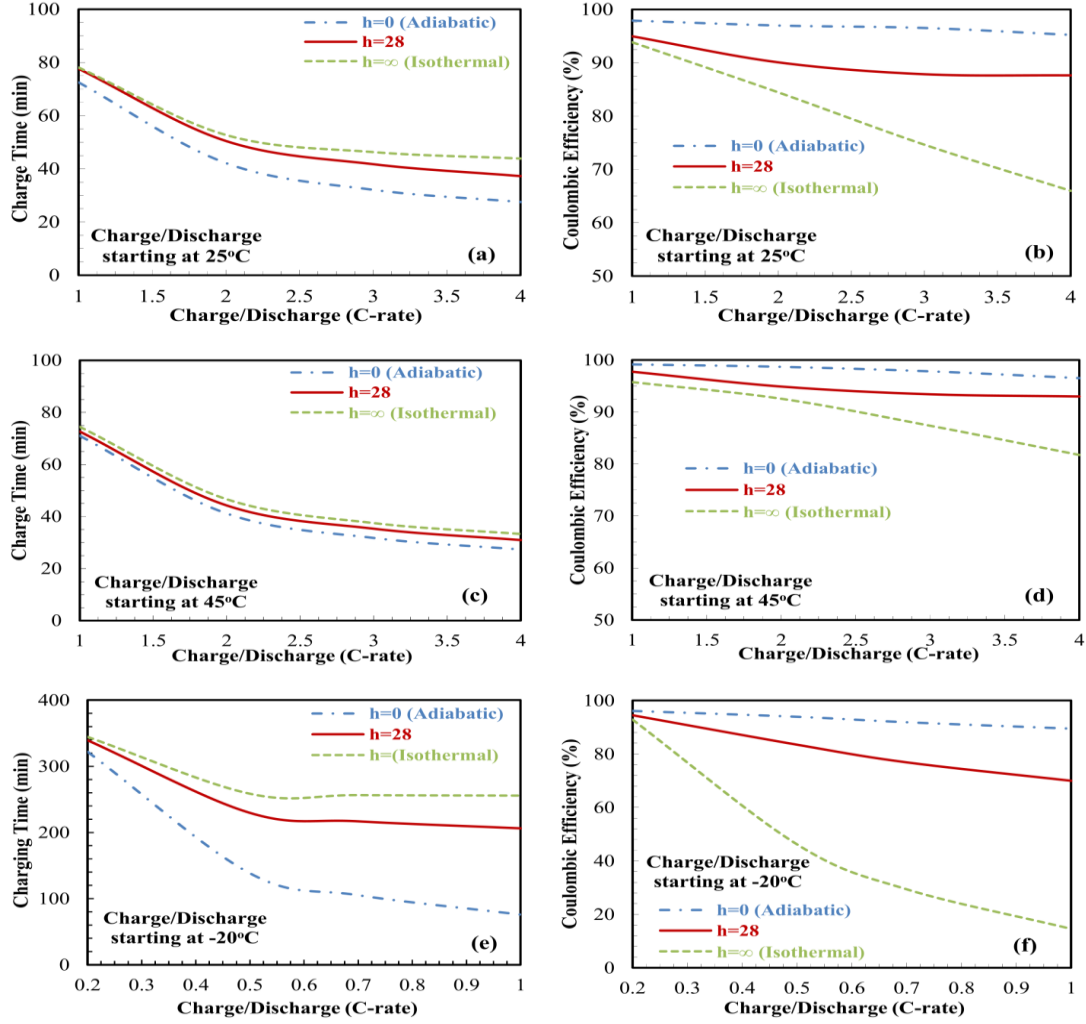 100
80
60
40
20
0
Charge Time (min)
h=0 (Adiabatic)
h=28
h=∞ (Isothermal)
Charge/Discharge
starting at 25ᵒC
(a)
1 1.5 2 2.5 3 3.5 4
Charge/Discharge (C-rate)
100
90
80
70
60
50
Coulombic Efficiency (%)
h=0 (Adiabatic)
h=28
h=∞ (Isothermal)
Charge/Discharge
starting at 25ᵒC
(b)
1 1.5 2 2.5 3 3.5 4
Charge/Discharge (C-rate)
100
80
60
40
20
0
Charge Time (min)
h=0 (Adiabatic)
h=28
h=∞ (Isothermal)
Charge/Discharge
starting at 45ᵒC
(c)
1 1.5 2 2.5 3 3.5 4
Charge/Discharge (C-rate)
100
90
80
70
60
50
Coulombic Efficiency (%)
h=0 (Adiabatic)
h=28
h=∞ (Isothermal)
Charge/Discharge
starting at 45ᵒC
(d)
1 1.5 2 2.5 3 3.5 4
Charge/Discharge (C-rate)
400
300
200
100
0
Charging Time (min)
h=0 (Adiabatic)
h=28
h=(Isothermal)
Charge/Discharge
starting at -20ᵒC
(e)
0.2 0.3 0.4 0.5 0.6 0.7 0.8 0.9 1
Charge/Discharge (C-rate)
100
80
60
40
20
0
Coulombic Efficiency (%)
Charge/Discharge
starting at -20ᵒC
h=0 (Adiabatic)
h=28
h=∞ (Isothermal)
(f)
0.2 0.3 0.4 0.5 0.6 0.7 0.8 0.9 1
Charge/Discharge (C-rate)